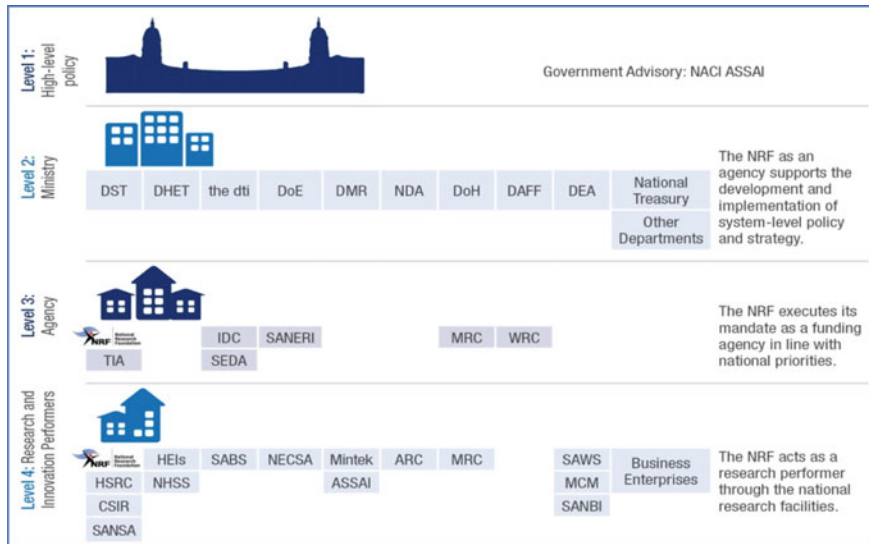 Level 1:
High-level
policy
Government Advisory: NACI ASSAI
Level 2:
Ministry
DST DHET the dti DoE DMR NDA DoH DAFF DEA National
Treasury
Other
Departments
The NRF as an
agency supports the
development and
implementation of
system-level policy
and strategy.
Level 3:
Agency
NRF National
Research
Foundation
IDC SANERI MRC WRC
TIA SEDA
The NRF executes its
mandate as a funding
agency in line with
national priorities.
Level 4: Research and
Innovation Performers
NRF National
Research
Foundation
HEIs SABS NECSA Mintek ARC MRC SAWS Business
Enterprises
HSRC NHSS ASSAI MCM
CSIR SANBI
SANSA
The NRF acts as a
research performer
through the national
research facilities.